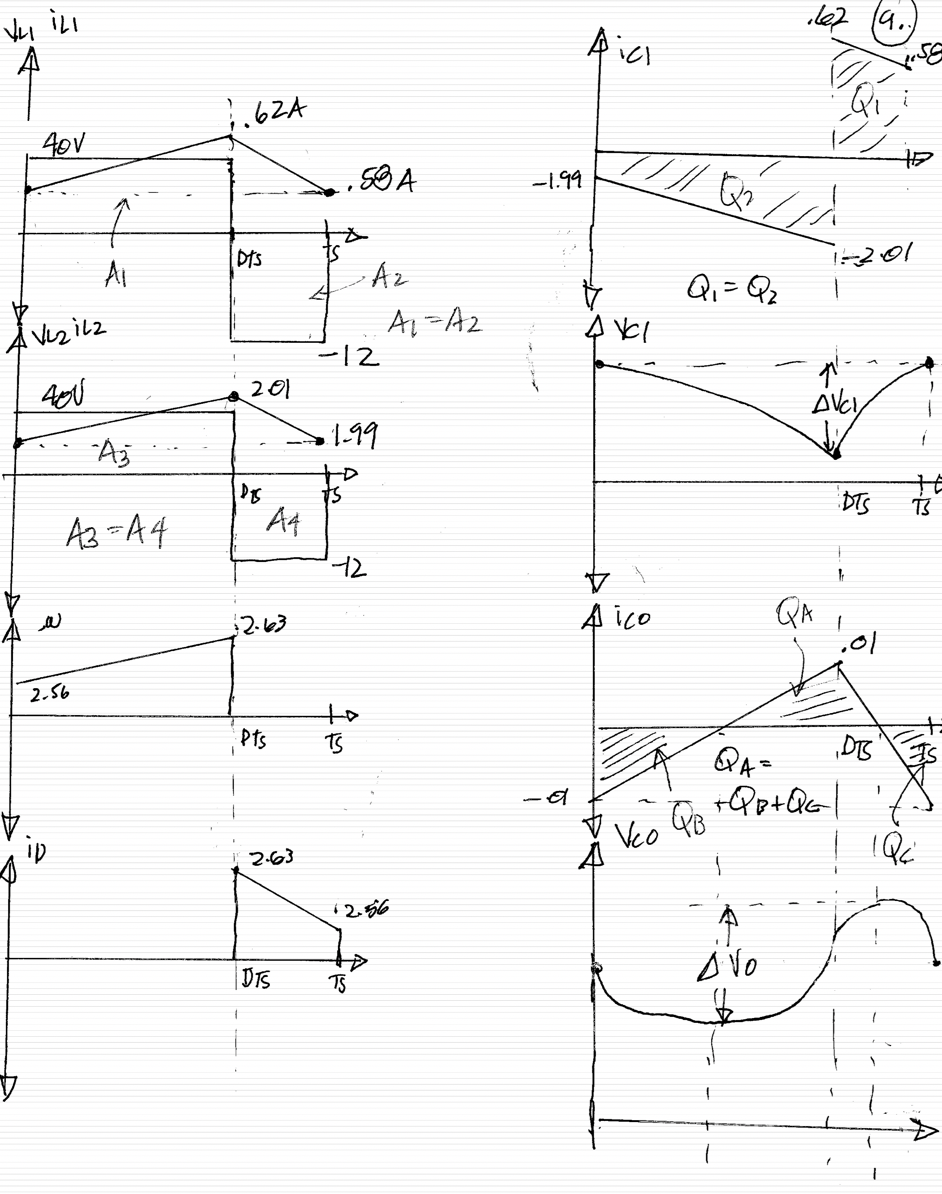 VL1 iL1
40V
.62A
.58A
A1
DTS
TS
A2
A1 = A2
-12
VL2 iL2
40V
2.01
1.99
A3
DTS
TS
A3 = A4
A4
-12
2.63
2.56
DTS
TS
iD
2.63
2.56
DTS
TS
a.
iC1
.62
.58
Q1
-1.99
Q2
-2.01
Q1 = Q2
VC1
ΔVC1
DTS
TS
iCO
QA
.01
DTS
TS
QA =
+QB+QC
-.01
QB
QC
VCO
ΔVO